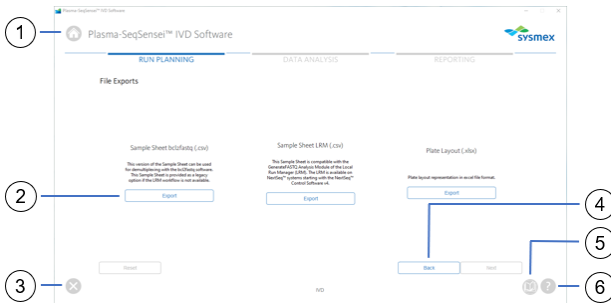 Plasma-SeqSensei™ IVD Software
1
Plasma-SeqSensei™ IVD Software
sysmex
RUN PLANNING
DATA ANALYSIS
REPORTING
File Exports
Sample Sheet bcl2fastq (.csv)
This version of the Sample Sheet can be used
for demultiplexing with the bcl2fastq software.
This Sample Sheet is provided as a legacy
option if the LRM workflow is not available.
2
Export
Sample Sheet LRM (.csv)
This Sample Sheet is compatible with the
GenerateFASTQ Analysis Module of the Local
Run Manager (LRM). The LRM is available on
NextSeq™ systems starting with the NextSeq™
Control Software v4.
Export
Plate Layout (.xlsx)
Plate layout representation in excel file format.
Export
4
5
Reset
Back
Next
3
IVD
?
6